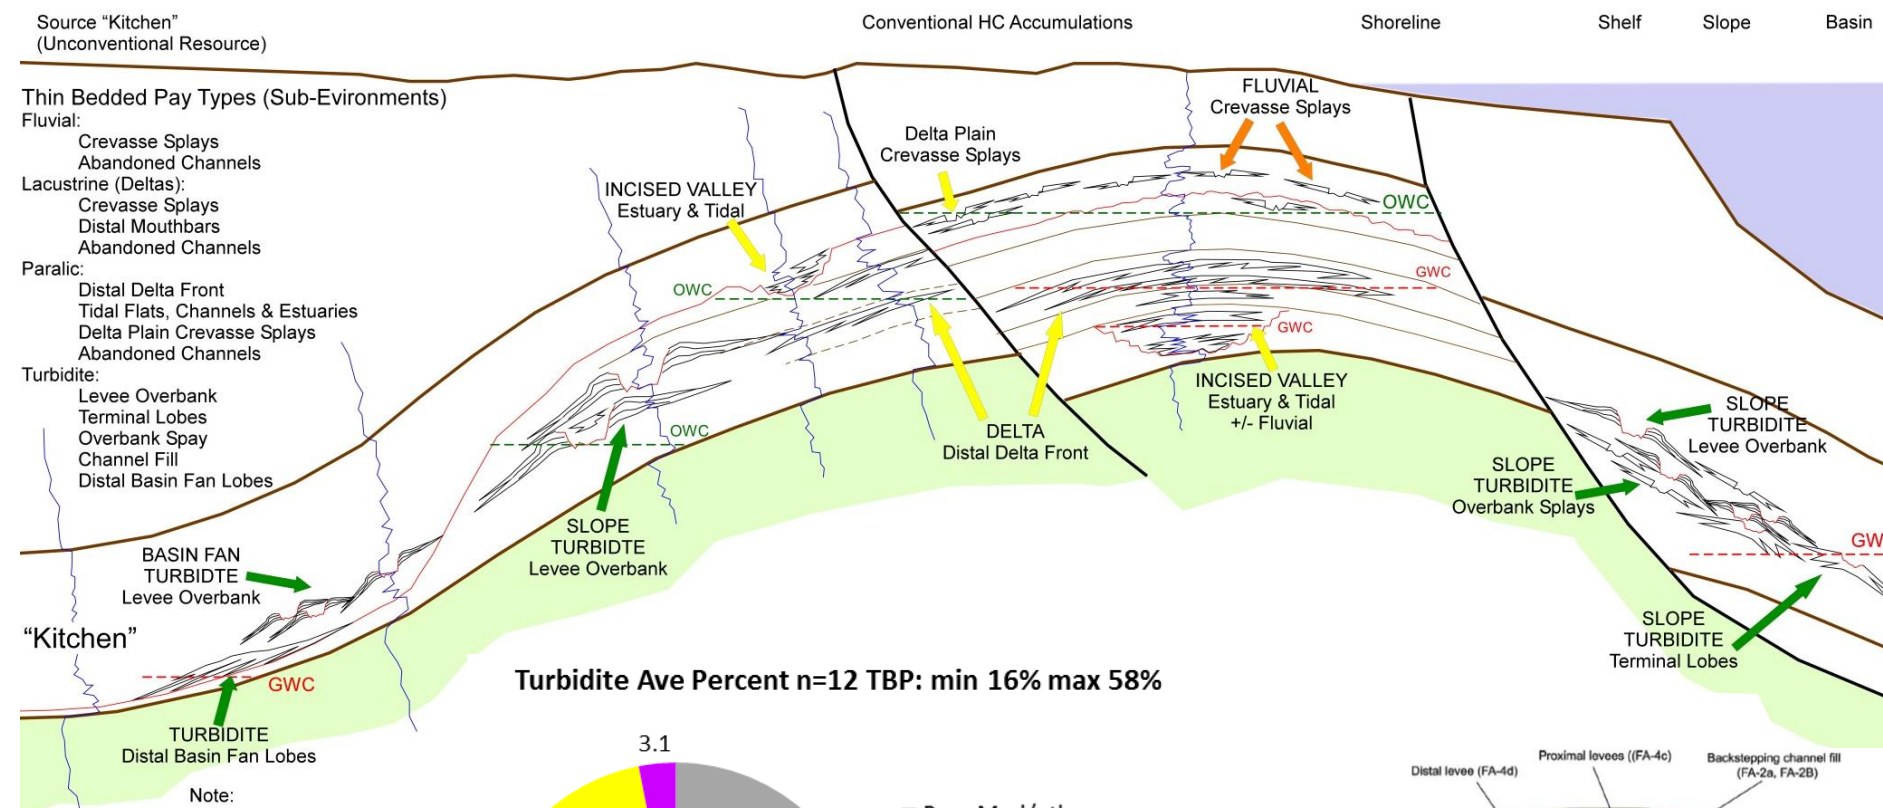 Source “Kitchen”
(Unconventional Resource)
Conventional HC Accumulations
Shoreline
Shelf
Slope
Basin
Thin Bedded Pay Types (Sub-Evironments)
Fluvial:
Crevasse Splays
Abandoned Channels
Lacustrine (Deltas):
Crevasse Splays
Distal Mouthbars
Abandoned Channels
Paralic:
Distal Delta Front
Tidal Flats, Channels & Estuaries
Delta Plain Crevasse Splays
Abandoned Channels
Turbidite:
Levee Overbank
Terminal Lobes
Overbank Spay
Channel Fill
Distal Basin Fan Lobes
INCISED VALLEY
Estuary & Tidal
Delta Plain
Crevasse Splays
FLUVIAL
Crevasse Splays
OWC
OWC
GWC
GWC
OWC
INCISED VALLEY
Estuary & Tidal
+/- Fluvial
DELTA
Distal Delta Front
SLOPE
TURBIDITE
Levee Overbank
SLOPE
TURBIDITE
Overbank Splays
GW
SLOPE
TURBIDTE
Levee Overbank
BASIN FAN
TURBIDTE
Levee Overbank
“Kitchen”
GWC
SLOPE
TURBIDITE
Terminal Lobes
TURBIDITE
Distal Basin Fan Lobes
Note:
Turbidite Ave Percent n=12 TBP: min 16% max 58%
3.1
Distal levee (FA-4d)
Proximal levees ((FA-4c)
Backstepping channel fill
(FA-2a, FA-2B)